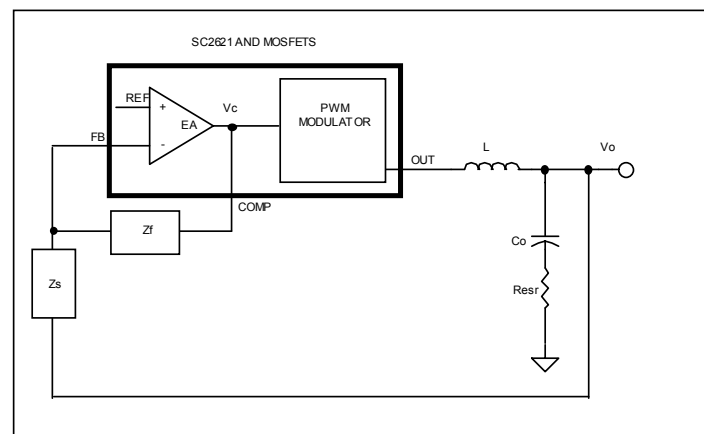 SC2621 AND MOSFETS
REF
+
EA
-
Vc
PWM
MODULATOR
FB
OUT
L
Vo
COMP
Zf
Co
Zs
Resr